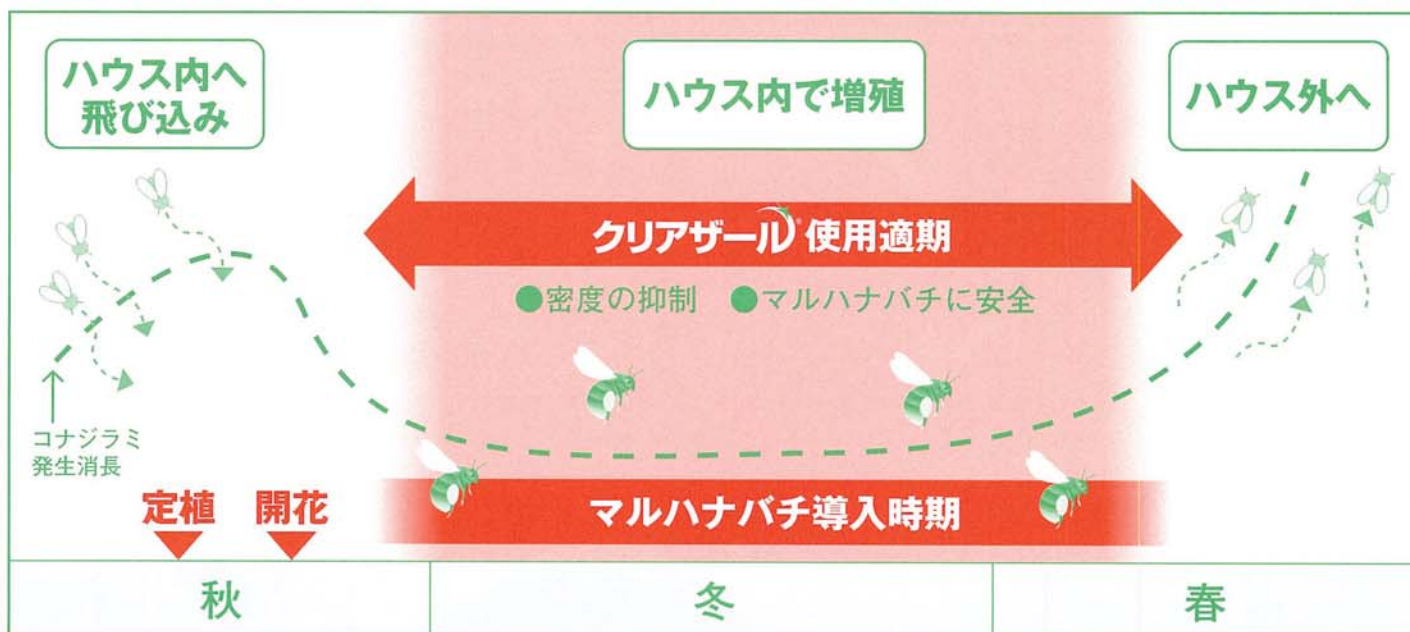 ハウス内へ
飛び込み
ハウス内で増殖
ハウス外へ
クリアザール® 使用適期
●密度の抑制 ●マルハナバチに安全
コナジラミ
発生消長
定植 開花
マルハナバチ導入時期
秋 冬 春